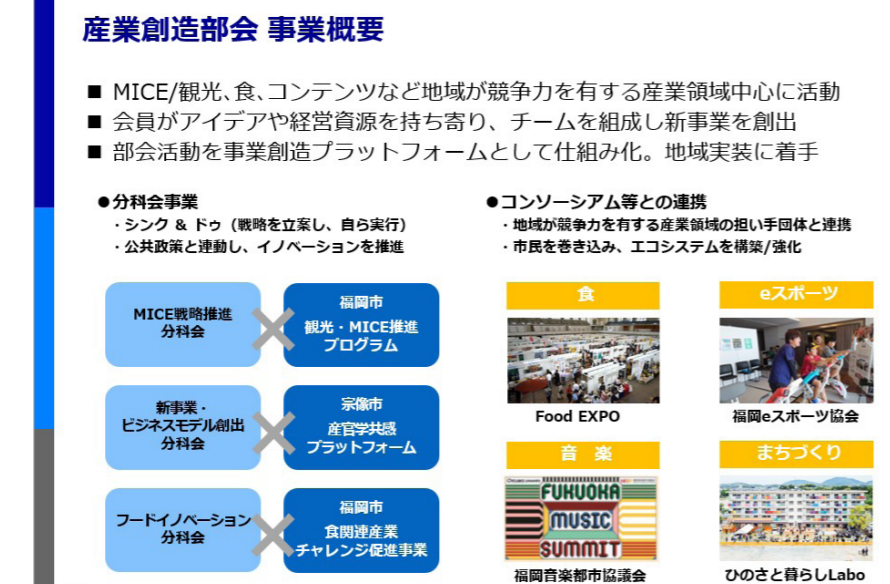 産業創造部会 事業概要
■ MICE/観光、食、コンテンツなど地域が競争力を有する産業領域中心に活動
■ 会員がアイデアや経営資源を持ち寄り、チームを組成し新事業を創出
■ 部会活動を事業創造プラットフォームとして仕組み化。地域実装に着手
●分科会事業
・シンク & ドゥ（戦略を立案し、自ら実行）
・公共政策と連動し、イノベーションを推進
MICE戦略推進
分科会
福岡市
観光・MICE推進
プログラム
新事業・
ビジネスモデル創出
分科会
宗像市
産官学共感
プラットフォーム
フードイノベーション
分科会
福岡市
食関連産業
チャレンジ促進事業
●コンソーシアム等との連携
・地域が競争力を有する産業領域の担い手団体と連携
・市民を巻き込み、エコシステムを構築/強化
食
Food EXPO
eスポーツ
福岡eスポーツ協会
音 楽
FUKUOKA
MUSIC
SUMMIT
福岡音楽都市協議会
まちづくり
ひのさと暮らしLabo